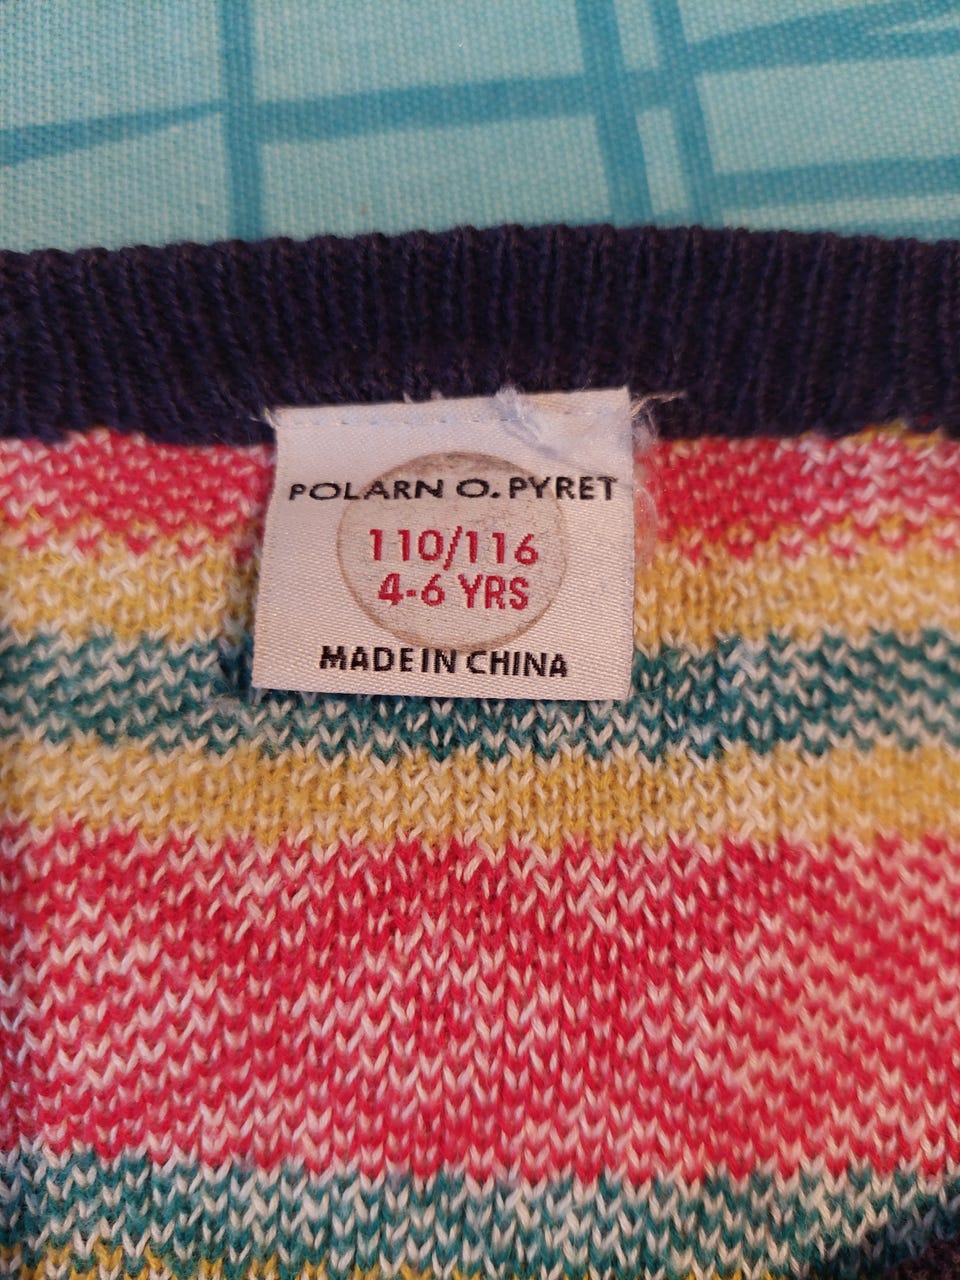 POLARN O. PYRET
110/116
4-6 YRS
MADE IN CHINA